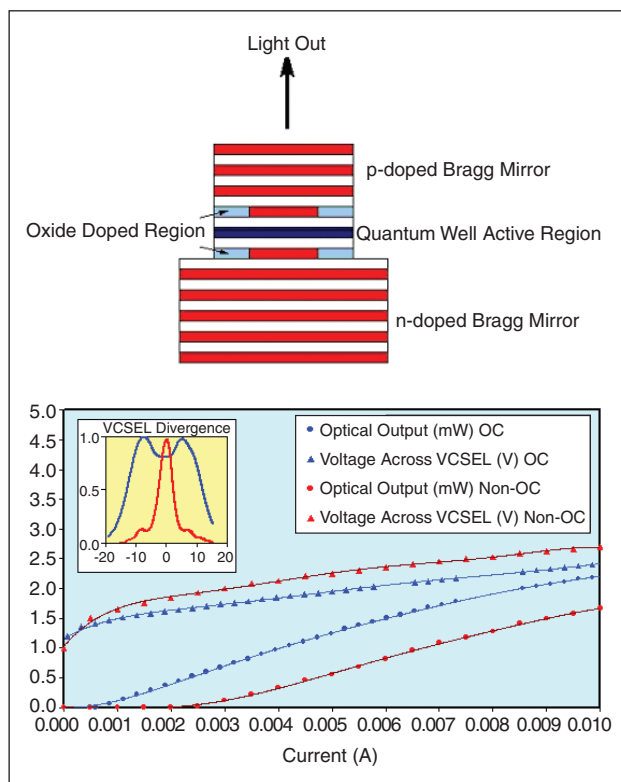 Light Out
p-doped Bragg Mirror
Oxide Doped Region
Quantum Well Active Region
n-doped Bragg Mirror
5.0
4.5
4.0
3.5
3.0
2.5
2.0
1.5
1.0
0.5
0.0
VCSEL Divergence
1.0
0.5
0.0
-20 -10 0 10 20
Optical Output (mW) OC
Voltage Across VCSEL (V) OC
Optical Output (mW) Non-OC
Voltage Across VCSEL (V) Non-OC
0.000 0.001 0.002 0.003 0.004 0.005 0.006 0.007 0.008 0.009 0.010
Current (A)